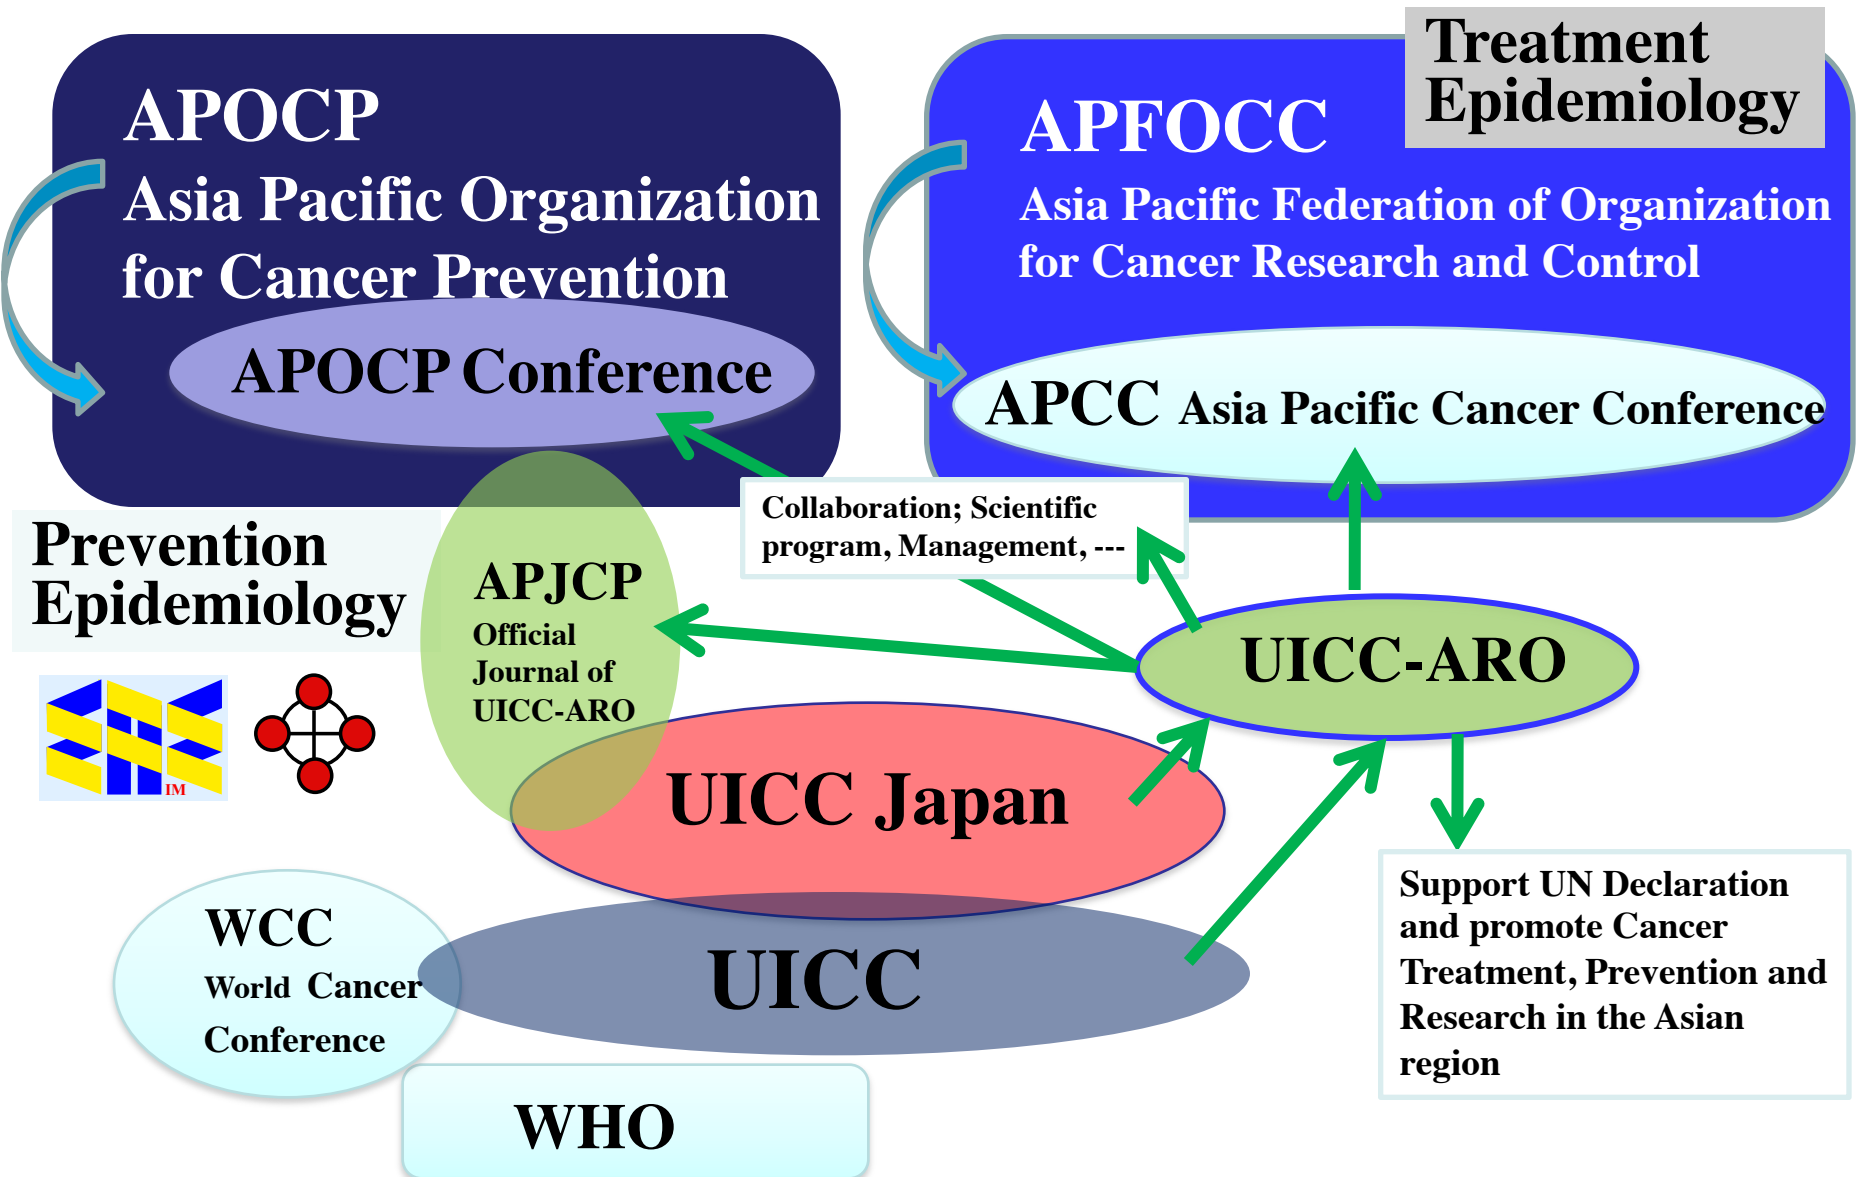 APOCP
Asia Pacific Organization
for Cancer Prevention
APOCP Conference
Treatment
Epidemiology
APFOCC
Asia Pacific Federation of Organization
for Cancer Research and Control
APCC Asia Pacific Cancer Conference
Collaboration; Scientific
program, Management, ---
Prevention
Epidemiology
APJCP
Official
Journal of
UICC-ARO
UICC-ARO
IM
UICC Japan
Support UN Declaration
and promote Cancer
Treatment, Prevention and
Research in the Asian
region
WCC
World Cancer
Conference
UICC
WHO